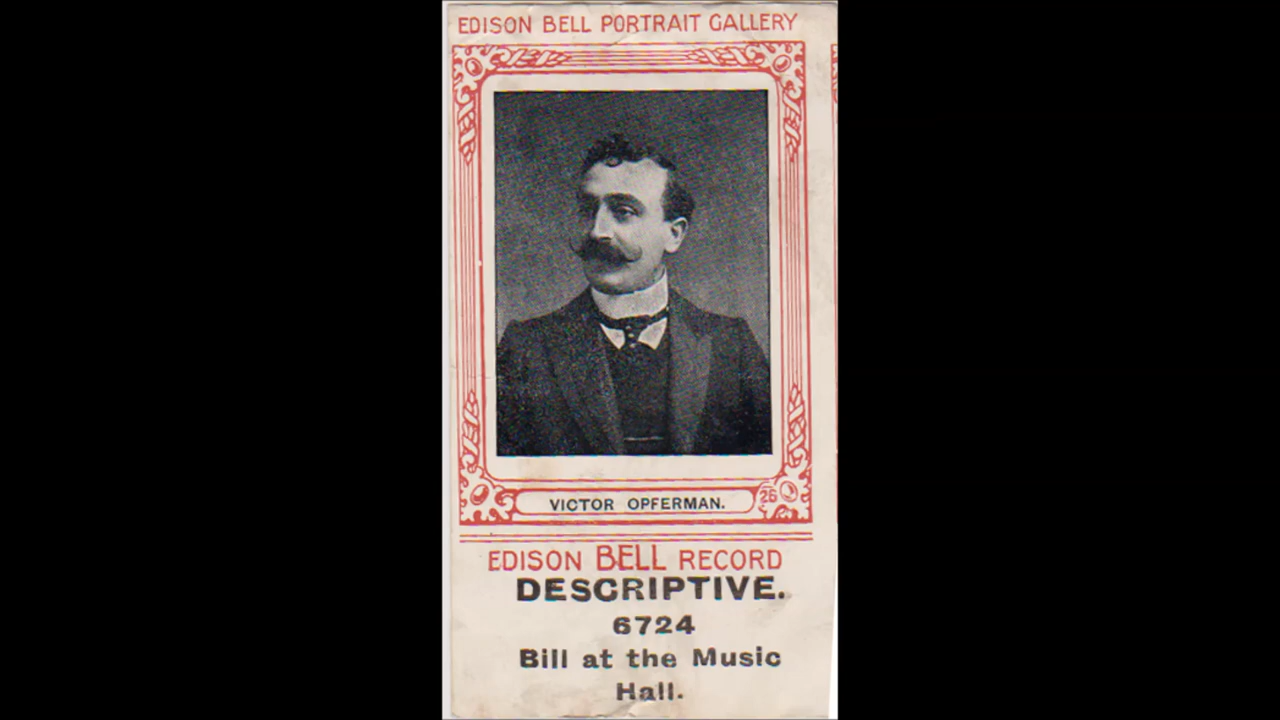 EDISON BELL PORTRAIT GALLERY
VICTOR OPFERMAN.
26
EDISON BELL RECORD
DESCRIPTIVE.
6724
Bill at the Music
Hall.